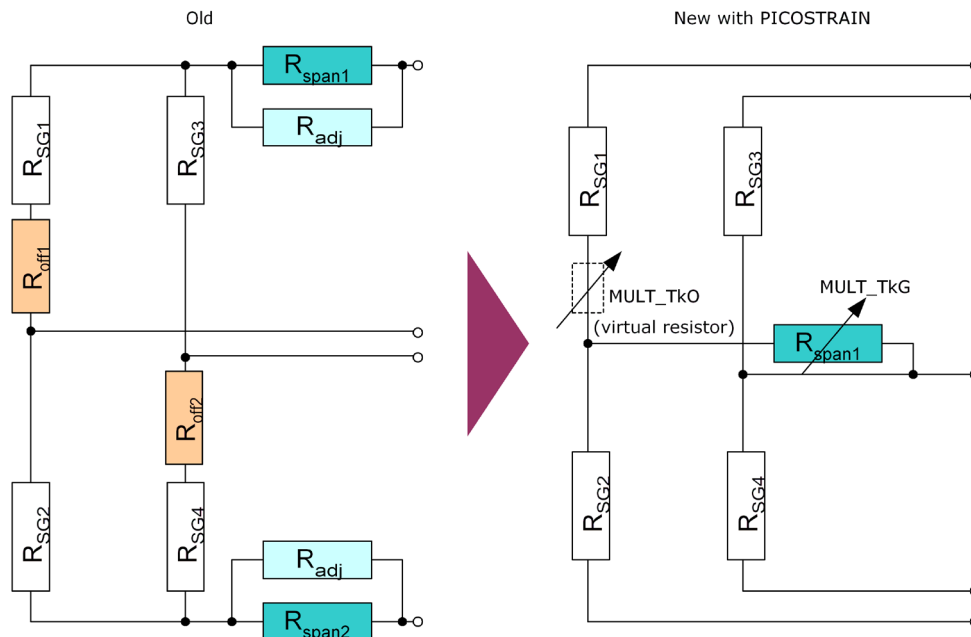 Old
New with PICOSTRAIN
Rspan1
Radj
RSG1
RSG3
Roff1
Roff2
RSG2
RSG4
Radj
Rspan2
RSG1
RSG3
MULT_TkO
(virtual resistor)
MULT_TkG
Rspan1
RSG2
RSG4